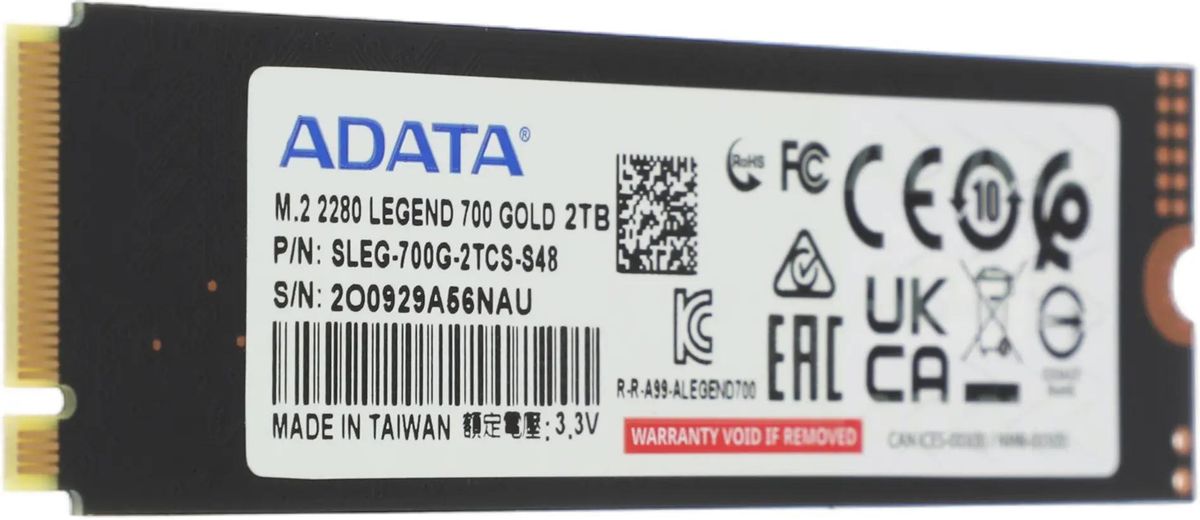 ADATA®
M.2 2280 LEGEND 700 GOLD 2TB
P/N: SLEG-700G-2TCS-S48
S/N: 2O0929A56NAU
MADE IN TAIWAN 額定電壓:3.3V
RoHS
FC
CE
10
UK
CA
EAC
R-R-A99-ALEGEND700
WARRANTY VOID IF REMOVED